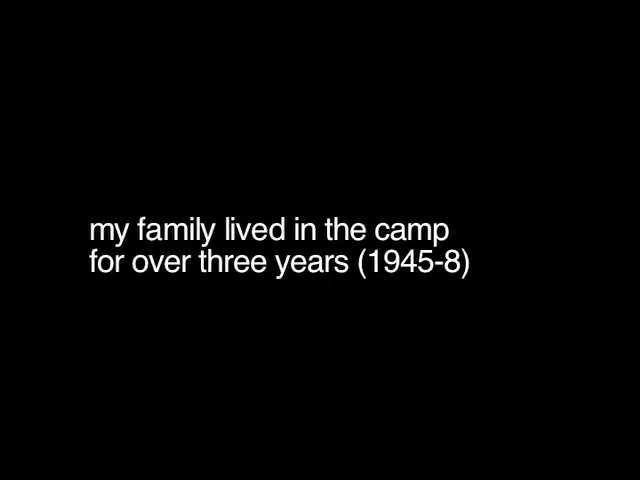 my family lived in the camp
for over three years (1945-8)